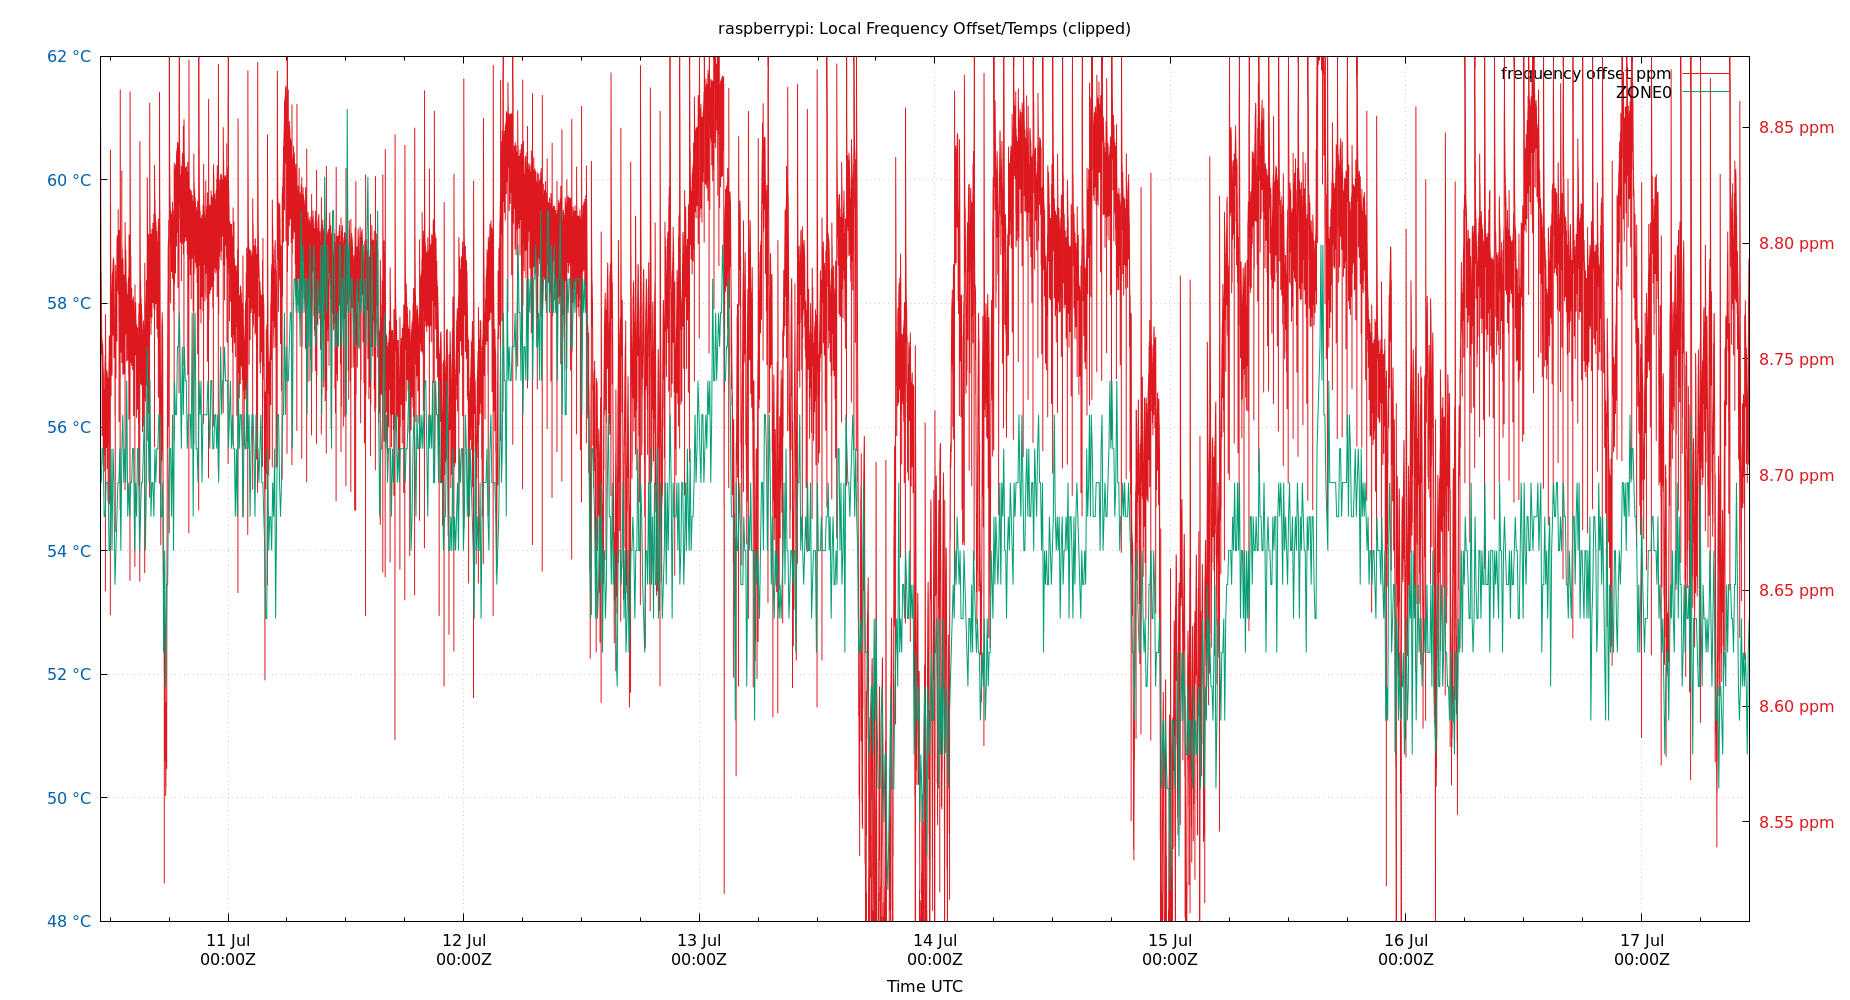 raspberrypi: Local Frequency Offset/Temps (clipped)
62 °C
60 °C
58 °C
56 °C
54 °C
52 °C
50 °C
48 °C
frequency offset ppm
ZONE0
8.85 ppm
8.80 ppm
8.75 ppm
8.70 ppm
8.65 ppm
8.60 ppm
8.55 ppm
11 Jul 12 Jul 13 Jul 14 Jul 15 Jul 16 Jul 17 Jul
00:00Z 00:00Z 00:00Z 00:00Z 00:00Z 00:00Z 00:00Z
Time UTC